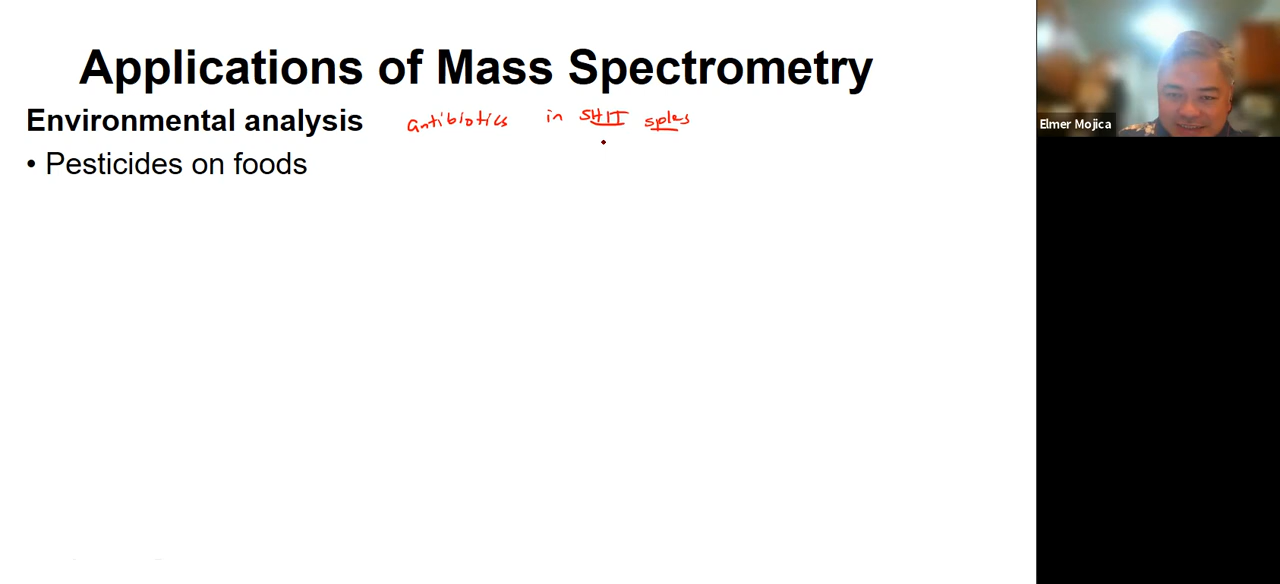 Applications of Mass Spectrometry
Environmental analysis antibiotics in SHIT sples
• Pesticides on foods
Elmer Mojica